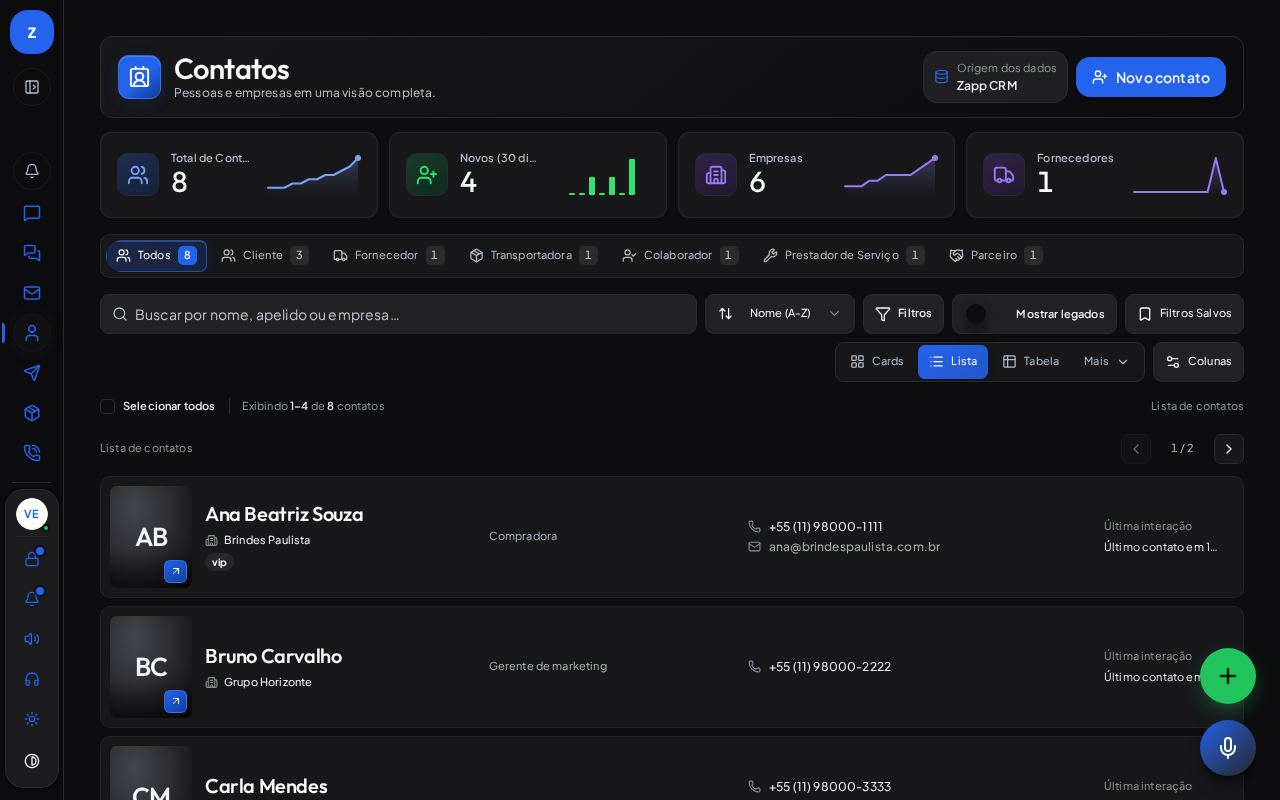 Z
Contatos
Pessoas e empresas em uma visão completa.
Origem dos dados
Zapp CRM
Novo contato
Total de Cont...
8
Novos (30 di...
4
Empresas
6
Fornecedores
1
Todos 8
Cliente 3
Fornecedor 1
Transportadora 1
Colaborador 1
Prestador de Serviço 1
Parceiro 1
Buscar por nome, apelido ou empresa...
Nome (A-Z)
Filtros
Mostrar legados
Filtros Salvos
Cards
Lista
Tabela
Mais
Colunas
Selecionar todos
Exibindo 1–4 de 8 contatos
Lista de contatos
Lista de contatos
1 / 2
AB
Ana Beatriz Souza
Brindes Paulista
vip
Compradora
+55 (11) 98000-1111
ana@brindespaulista.com.br
Última interação
Último contato em 1...
BC
Bruno Carvalho
Grupo Horizonte
Gerente de marketing
+55 (11) 98000-2222
Última interação
Último contato em
CM
Carla Mendes
+55 (11) 98000-3333
Última interação
VE